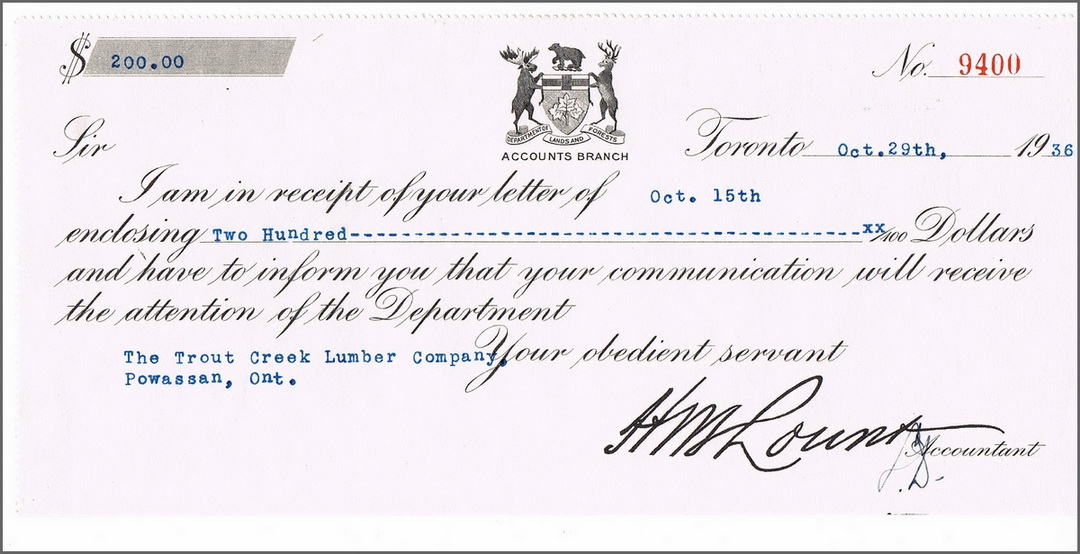 $ 200.00
No. 9400
DEPARTMENT OF LANDS AND FORESTS
ACCOUNTS BRANCH
Sir
Toronto Oct.29th, 1936
I am in receipt of your letter of Oct. 15th
enclosing Two Hundred----------------------------------------xx/100 Dollars
and have to inform you that your communication will receive
the attention of the Department
Your obedient servant
The Trout Creek Lumber Company,
Powassan, Ont.
HM Lount
Accountant